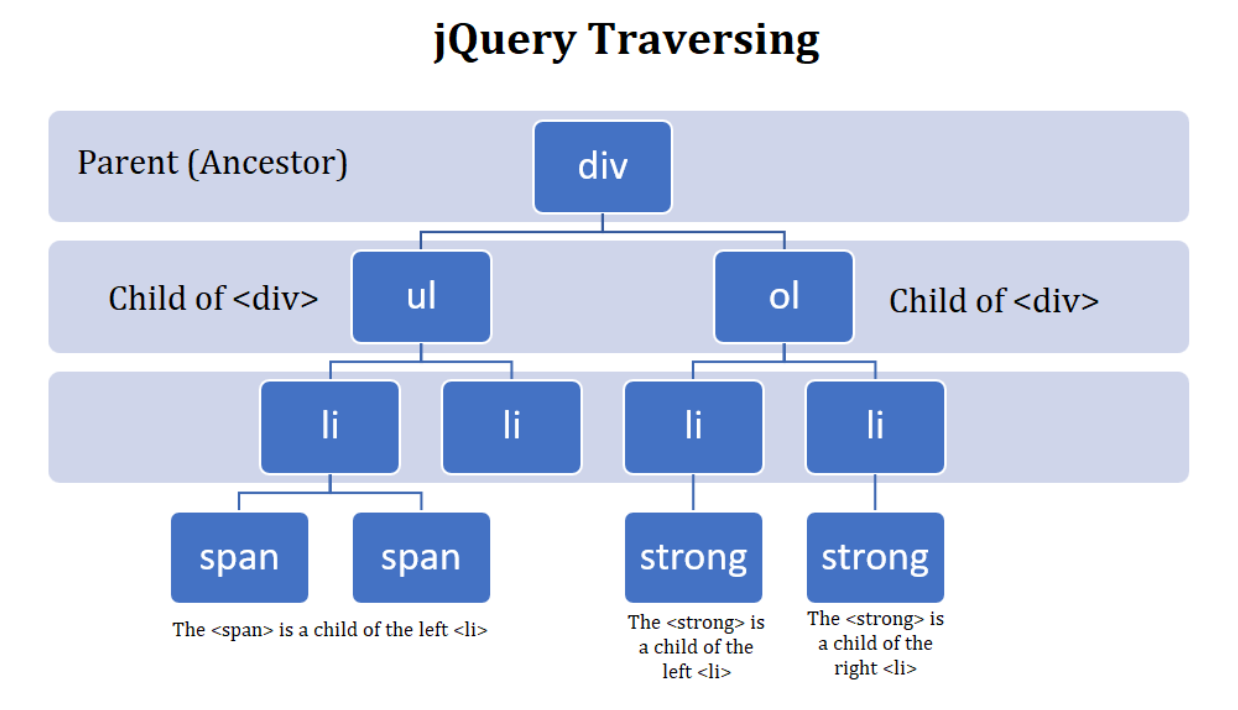 jQuery Traversing
Parent (Ancestor)
div
Child of <div>
ul
ol
Child of <div>
li
li
li
li
span
span
strong
strong
The <span> is a child of the left <li>
The <strong> is
a child of the
left <li>
The <strong> is
a child of the
right <li>